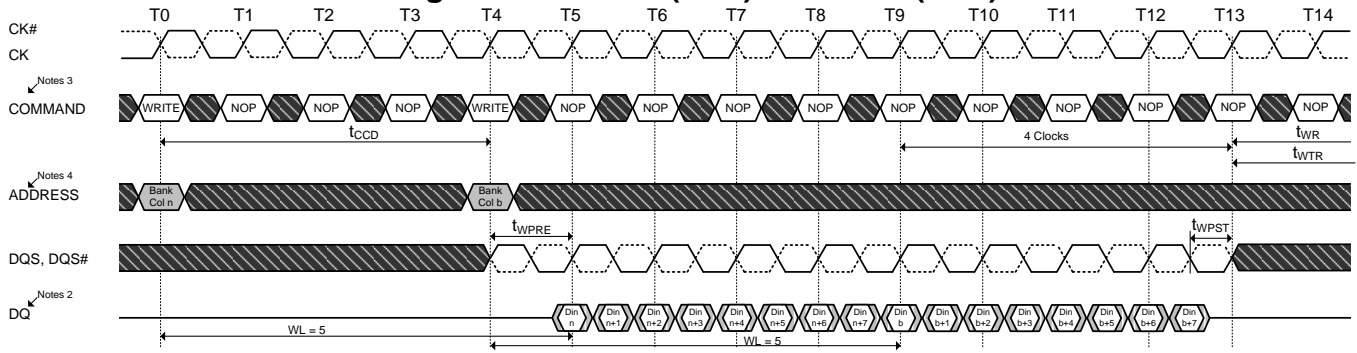 T0 T1 T2 T3 T4 T5 T6 T7 T8 T9 T10 T11 T12 T13 T14
CK#
CK
Notes 3
COMMAND WRITE NOP NOP NOP WRITE NOP NOP NOP NOP NOP NOP NOP NOP NOP NOP
tCCD 4 Clocks tWR
tWTR
Notes 4
ADDRESS Bank Col n Bank Col b
tWPRE tWPST
DQS, DQS#
Notes 2
DQ Din n Din n+1 Din n+2 Din n+3 Din n+4 Din n+5 Din n+6 Din n+7 Din b Din b+1 Din b+2 Din b+3 Din b+4 Din b+5 Din b+6 Din b+7
WL = 5 WL = 5